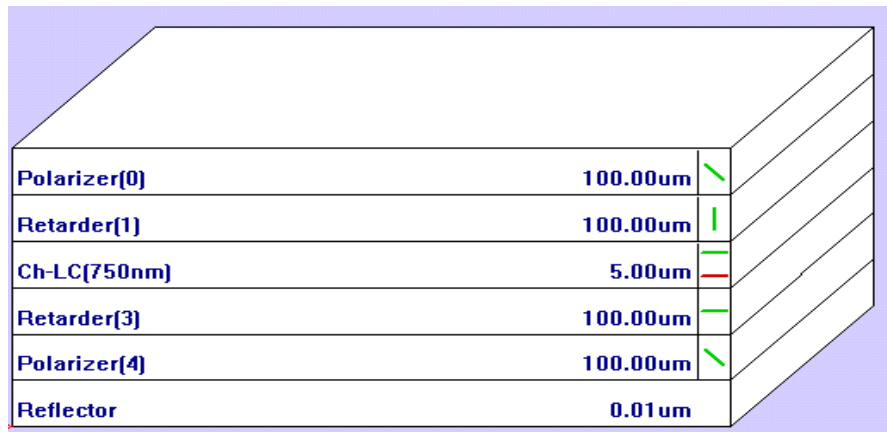 Polarizer(0) 100.00um
Retarder(1) 100.00um
Ch-LC(750nm) 5.00um
Retarder(3) 100.00um
Polarizer(4) 100.00um
Reflector 0.01um